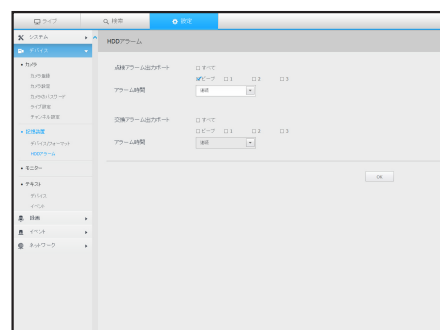 ライブ
検索
設定
システム
デバイス
カメラ
カメラ登録
カメラ設定
カメラのパスワード
ライブ設定
チャンネル設定
記憶装置
デバイス/フォーマット
HDDアラーム
モニター
テキスト
デバイス
イベント
録画
イベント
ネットワーク
HDDアラーム
点検アラーム出力ポート すべて
ビープ 1 2 3
アラーム時間 連続
交換アラーム出力ポート すべて
ビープ 1 2 3
アラーム時間 連続
OK